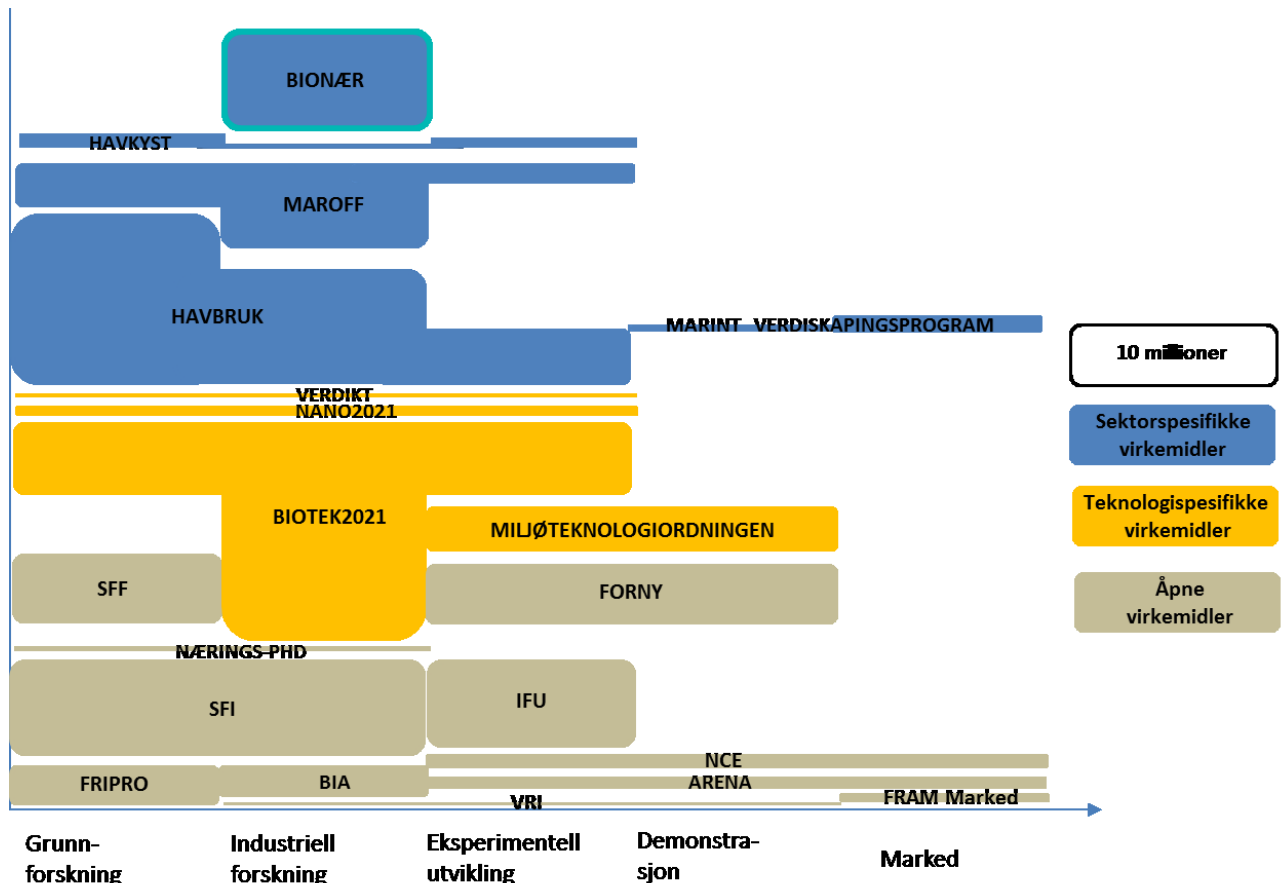 BIONÆR
HAVKYST
MAROFF
HAVBRUK
MARINT VERDISKAPINGSPROGRAM
10 millioner
Sektorspesifikke
virkemidler
VERDIKT
NANO2021
Teknologispesifikke
virkemidler
BIOTEK2021
MILJØTEKNOLOGIORDNINGEN
SFF
FORNY
Åpne
virkemidler
NÆRINGS-PHD
SFI
IFU
NCE
FRIPRO
BIA
ARENA
VRI
FRAM Marked
Grunn-
forskning
Industriell
forskning
Eksperimentell
utvikling
Demonstra-
sjon
Marked